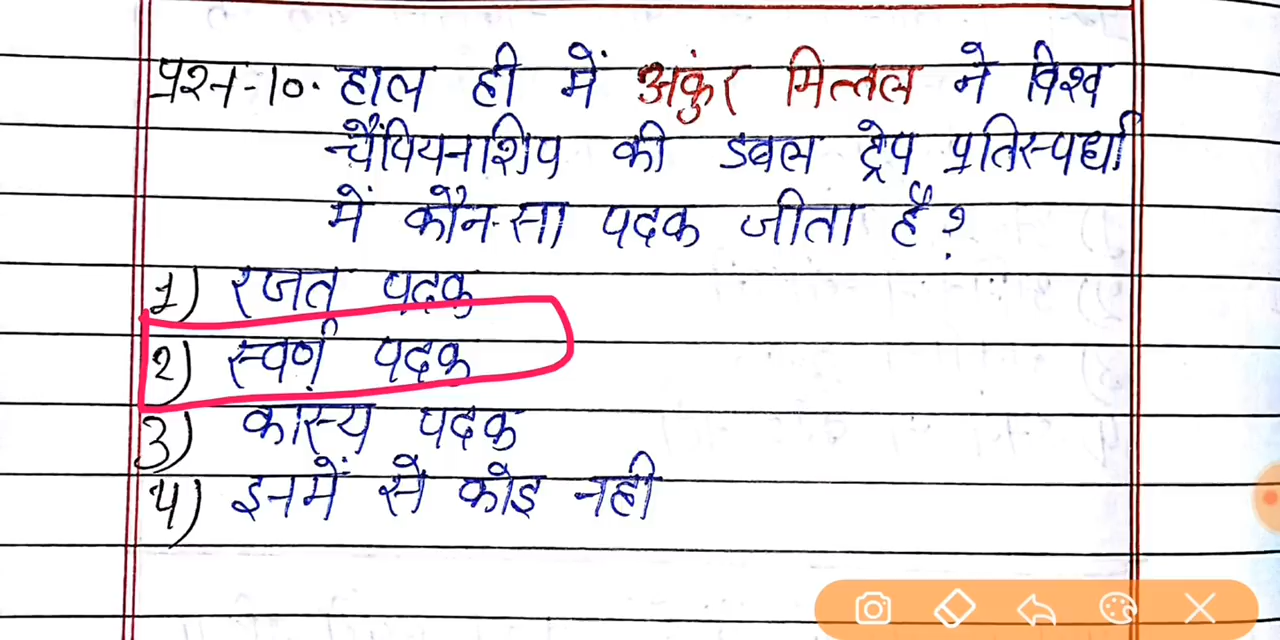 प्रश्न-10. हाल ही में अंकुर मित्तल ने विश्व
चैंपियनशिप की डबल ट्रेप प्रतिस्पर्धा
में कौन-सा पदक जीता है ?
1) रजत पदक
2) स्वर्ण पदक
3) कास्य पदक
4) इनमें से कोइ नही